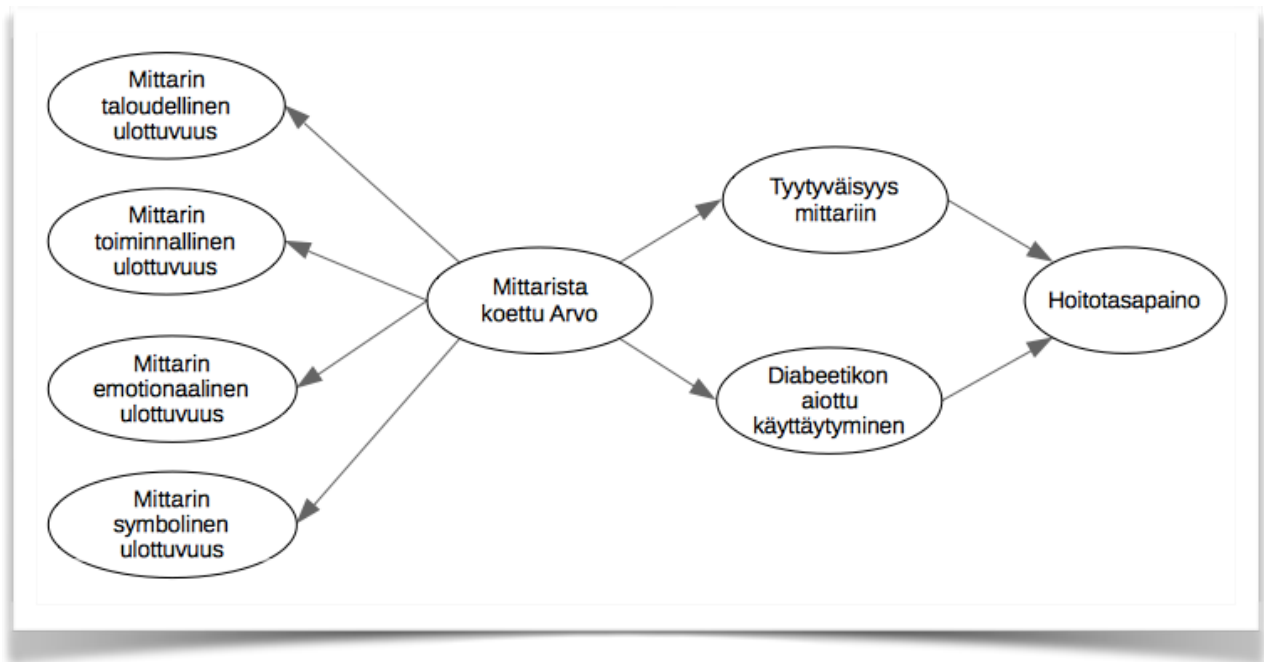 Mittarin
taloudellinen
ulottuvuus
Mittarin
toiminnallinen
ulottuvuus
Mittarin
emotionaalinen
ulottuvuus
Mittarin
symbolinen
ulottuvuus
Mittarista
koettu Arvo
Tyytyväisyys
mittariin
Diabeetikon
aiottu
käyttäytyminen
Hoitotasapaino